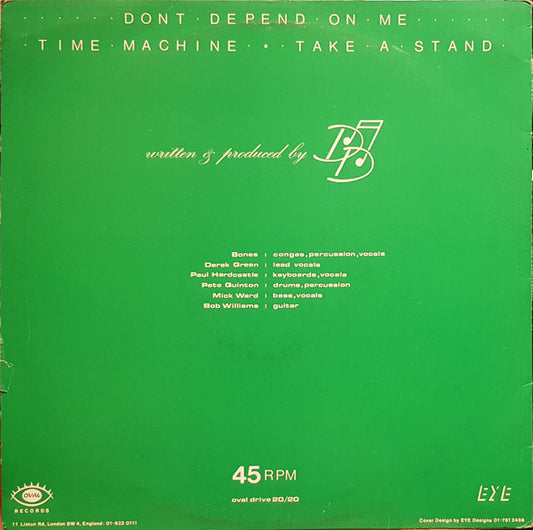 DONT DEPEND ON ME
TIME MACHINE • TAKE A STAND
written & produced by
Bones : congas,percussion,vocals
Derek Green : lead vocals
Paul Hardcastle : keyboards,vocals
Pete Quinton : drums,percussion
Mick Ward : bass,vocals
Bob Williams : guiter
45 RPM
oval drive 20/20
OVAL
RECORDS
11 Liston Rd, London SW 4, England: 01-622 0111
EYE
Cover Design by EYE Designs 01-7512469